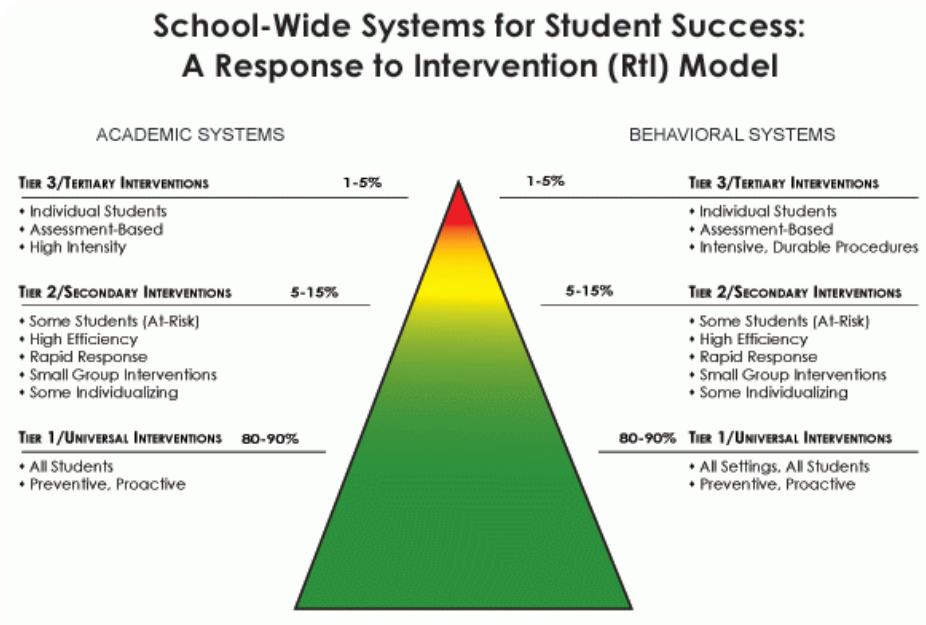 School-Wide Systems for Student Success:
A Response to Intervention (RtI) Model
ACADEMIC SYSTEMS
TIER 3/TERTIARY INTERVENTIONS 1-5%
• Individual Students
• Assessment-Based
• High Intensity
TIER 2/SECONDARY INTERVENTIONS 5-15%
• Some Students (At-Risk)
• High Efficiency
• Rapid Response
• Small Group Interventions
• Some Individualizing
TIER 1/UNIVERSAL INTERVENTIONS 80-90%
• All Students
• Preventive, Proactive
BEHAVIORAL SYSTEMS
1-5% TIER 3/TERTIARY INTERVENTIONS
• Individual Students
• Assessment-Based
• Intensive, Durable Procedures
5-15% TIER 2/SECONDARY INTERVENTIONS
• Some Students (At-Risk)
• High Efficiency
• Rapid Response
• Small Group Interventions
• Some Individualizing
80-90% TIER 1/UNIVERSAL INTERVENTIONS
• All Settings, All Students
• Preventive, Proactive